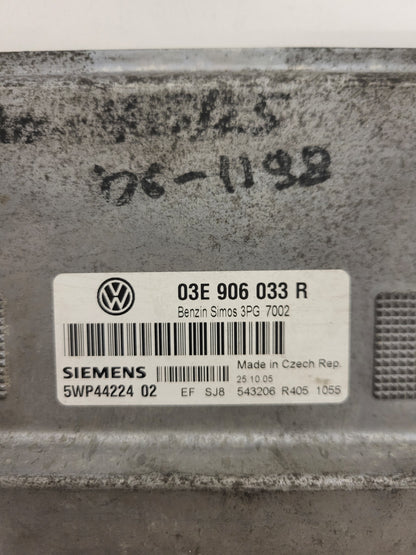 06-1198
VW
03E 906 033 R
Benzin Simos 3PG 7002
SIEMENS
Made in Czech Rep.
25.10.05
5WP44224 02
EF SJ8 543206 R405 1055